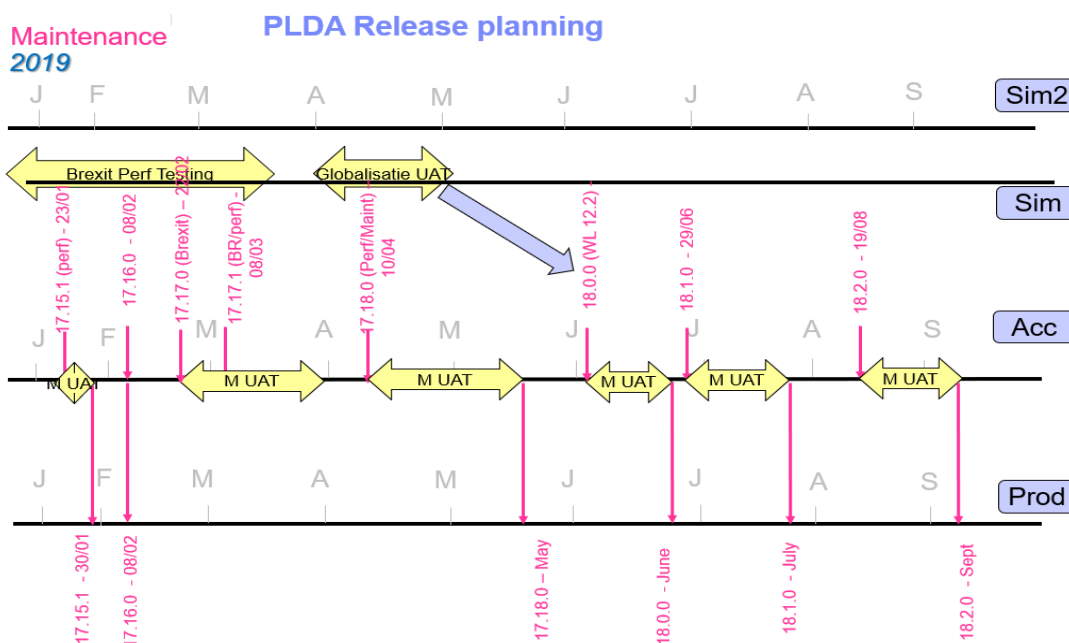 PLDA Release planning
Maintenance
2019
J F M A M J J A S
Sim2
Brexit Perf Testing
Globalisatie UAT
Sim
17.15.1 (perf) - 23/01
17.16.0 - 08/02
17.17.0 (Brexit) – 22/02
17.17.1 (BR/perf) -
08/03
17.18.0 (Perf/Maint) -
10/04
18.0.0 (WL 12.2) -
18.1.0 - 29/06
18.2.0 - 19/08
J F M A M J J A S
Acc
M UAT
M UAT
M UAT
M UAT
M UAT
M UAT
J F M A M J J A S
Prod
17.15.1 - 30/01
17.16.0 - 08/02
17.18.0 – May
18.0.0 - June
18.1.0 - July
18.2.0 - Sept